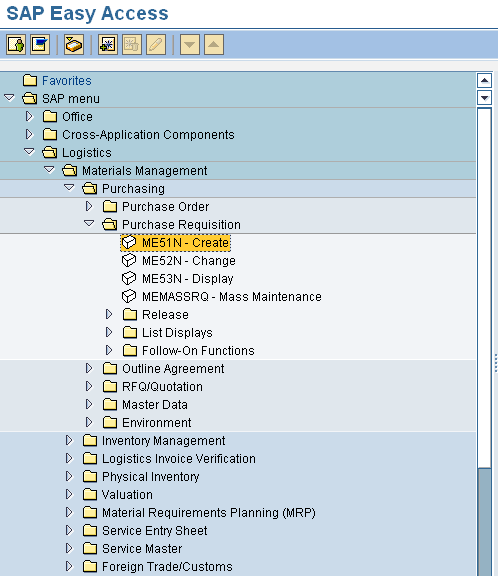 SAP Easy Access
Favorites
SAP menu
Office
Cross-Application Components
Logistics
Materials Management
Purchasing
Purchase Order
Purchase Requisition
ME51N - Create
ME52N - Change
ME53N - Display
MEMASSRQ - Mass Maintenance
Release
List Displays
Follow-On Functions
Outline Agreement
RFQ/Quotation
Master Data
Environment
Inventory Management
Logistics Invoice Verification
Physical Inventory
Valuation
Material Requirements Planning (MRP)
Service Entry Sheet
Service Master
Foreign Trade/Customs